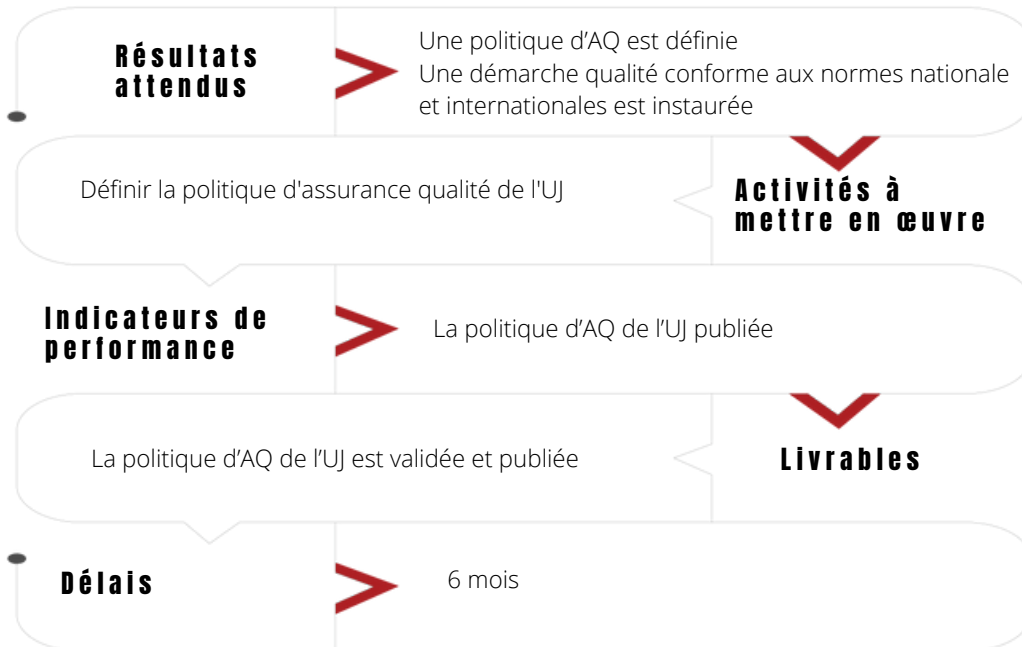 Résultats
attendus
Une politique d’AQ est définie
Une démarche qualité conforme aux normes nationale
et internationales est instaurée
Activités à
mettre en œuvre
Définir la politique d'assurance qualité de l'UJ
Indicateurs de
performance
La politique d’AQ de l’UJ publiée
Livrables
La politique d’AQ de l’UJ est validée et publiée
Délais
6 mois